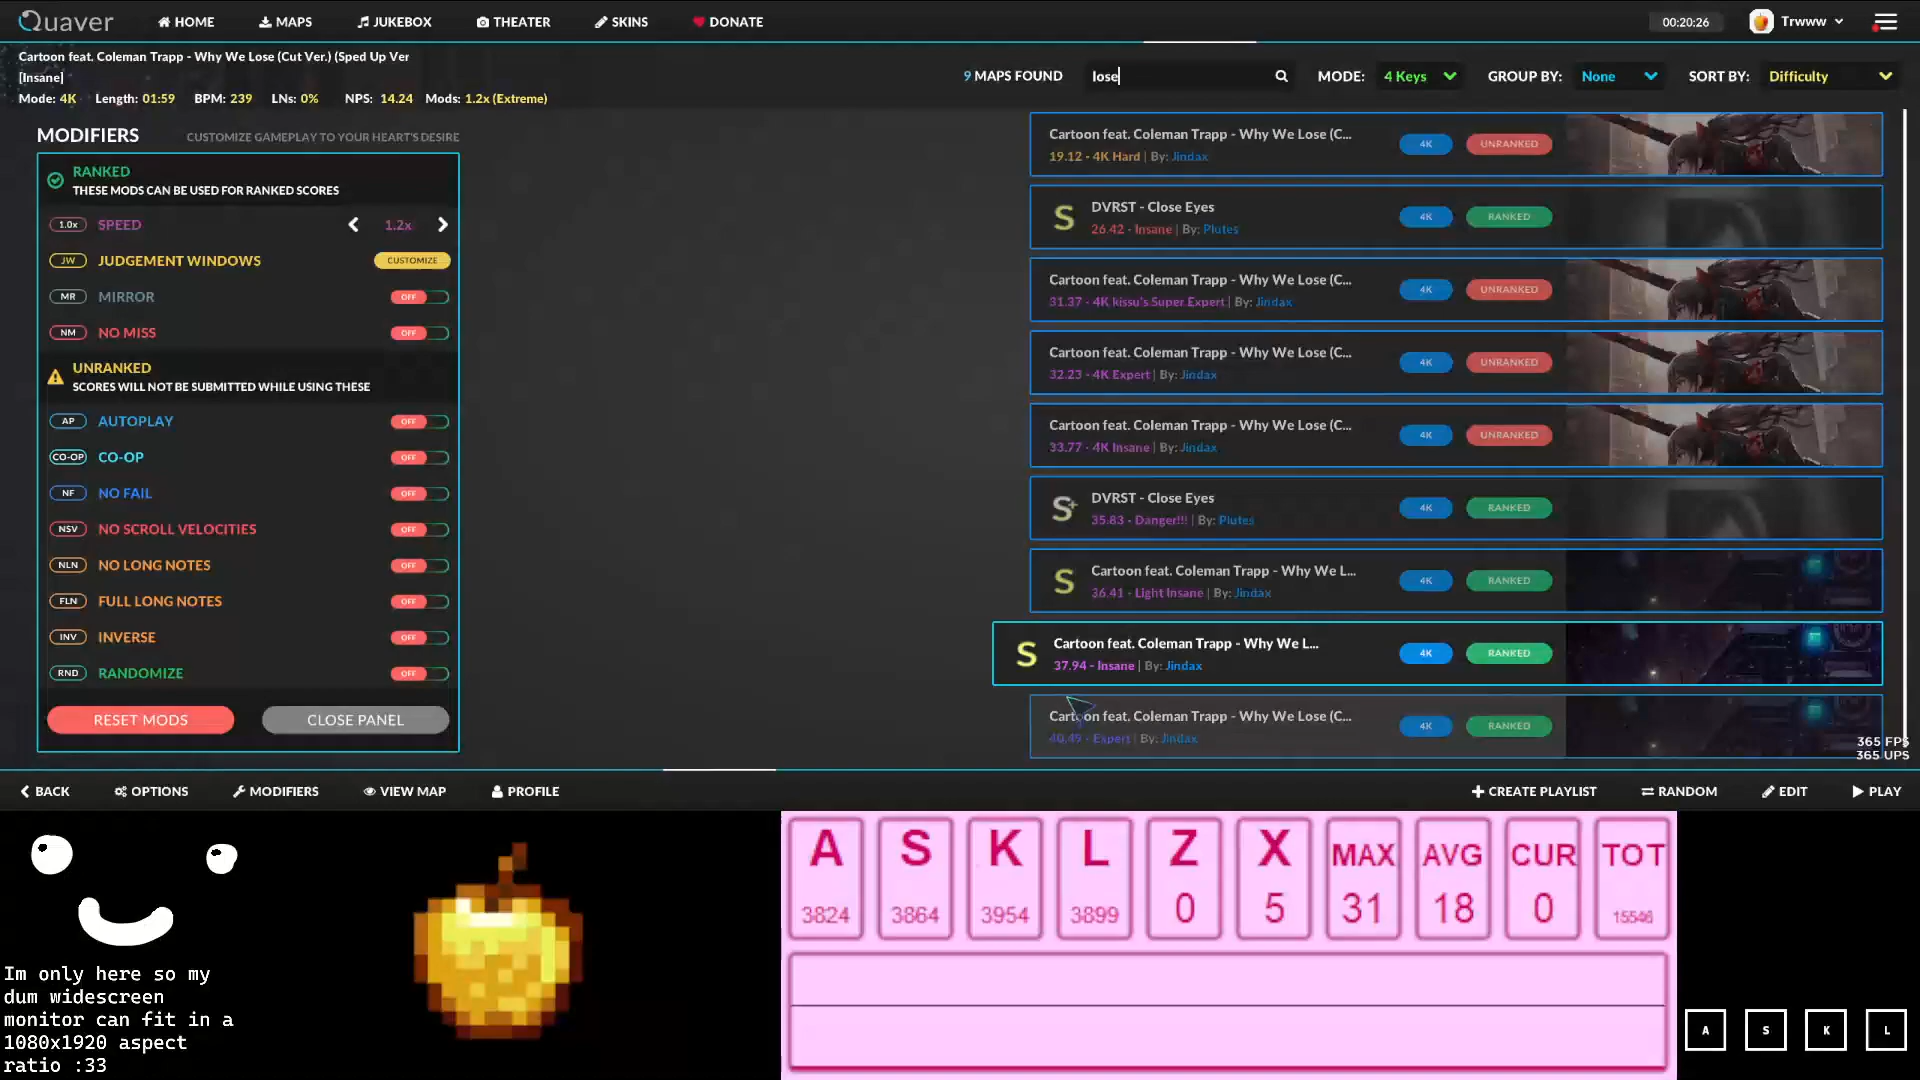 Quaver
HOME
MAPS
JUKEBOX
THEATER
SKINS
DONATE
00:20:26
Trwww
Cartoon feat. Coleman Trapp - Why We Lose (Cut Ver.) (Sped Up Ver
[Insane]
Mode: 4K Length: 01:59 BPM: 239 LNs: 0% NPS: 14.24 Mods: 1.2x (Extreme)
9 MAPS FOUND
lose
MODE: 4 Keys
GROUP BY: None
SORT BY: Difficulty
MODIFIERS
CUSTOMIZE GAMEPLAY TO YOUR HEART'S DESIRE
RANKED
THESE MODS CAN BE USED FOR RANKED SCORES
1.0x SPEED 1.2x
JW JUDGEMENT WINDOWS CUSTOMIZE
MR MIRROR OFF
NM NO MISS OFF
UNRANKED
SCORES WILL NOT BE SUBMITTED WHILE USING THESE
AP AUTOPLAY OFF
CO-OP CO-OP OFF
NF NO FAIL OFF
NSV NO SCROLL VELOCITIES OFF
NLN NO LONG NOTES OFF
FLN FULL LONG NOTES OFF
INV INVERSE OFF
RND RANDOMIZE OFF
RESET MODS
CLOSE PANEL
Cartoon feat. Coleman Trapp - Why We Lose (C...
19.12 - 4K Hard | By: Jindax
4K UNRANKED
S
DVRST - Close Eyes
26.42 - Insane | By: Plutes
4K RANKED
Cartoon feat. Coleman Trapp - Why We Lose (C...
31.37 - 4K kissu's Super Expert | By: Jindax
4K UNRANKED
Cartoon feat. Coleman Trapp - Why We Lose (C...
32.23 - 4K Expert | By: Jindax
4K UNRANKED
Cartoon feat. Coleman Trapp - Why We Lose (C...
33.77 - 4K Insane | By: Jindax
4K UNRANKED
S+
DVRST - Close Eyes
35.83 - Danger!!! | By: Plutes
4K RANKED
S
Cartoon feat. Coleman Trapp - Why We L...
36.41 - Light Insane | By: Jindax
4K RANKED
S
Cartoon feat. Coleman Trapp - Why We L...
37.94 - Insane | By: Jindax
4K RANKED
Cartoon feat. Coleman Trapp - Why We Lose (C...
40.49 - Expert | By: Jindax
4K RANKED
365 FPS
365 UPS
BACK
OPTIONS
MODIFIERS
VIEW MAP
PROFILE
CREATE PLAYLIST
RANDOM
EDIT
PLAY
A S K L Z X MAX AVG CUR TOT
3824 3864 3954 3899 0 5 31 18 0 15546
Im only here so my
dum widescreen
monitor can fit in a
1080x1920 aspect
ratio :33
A S K L